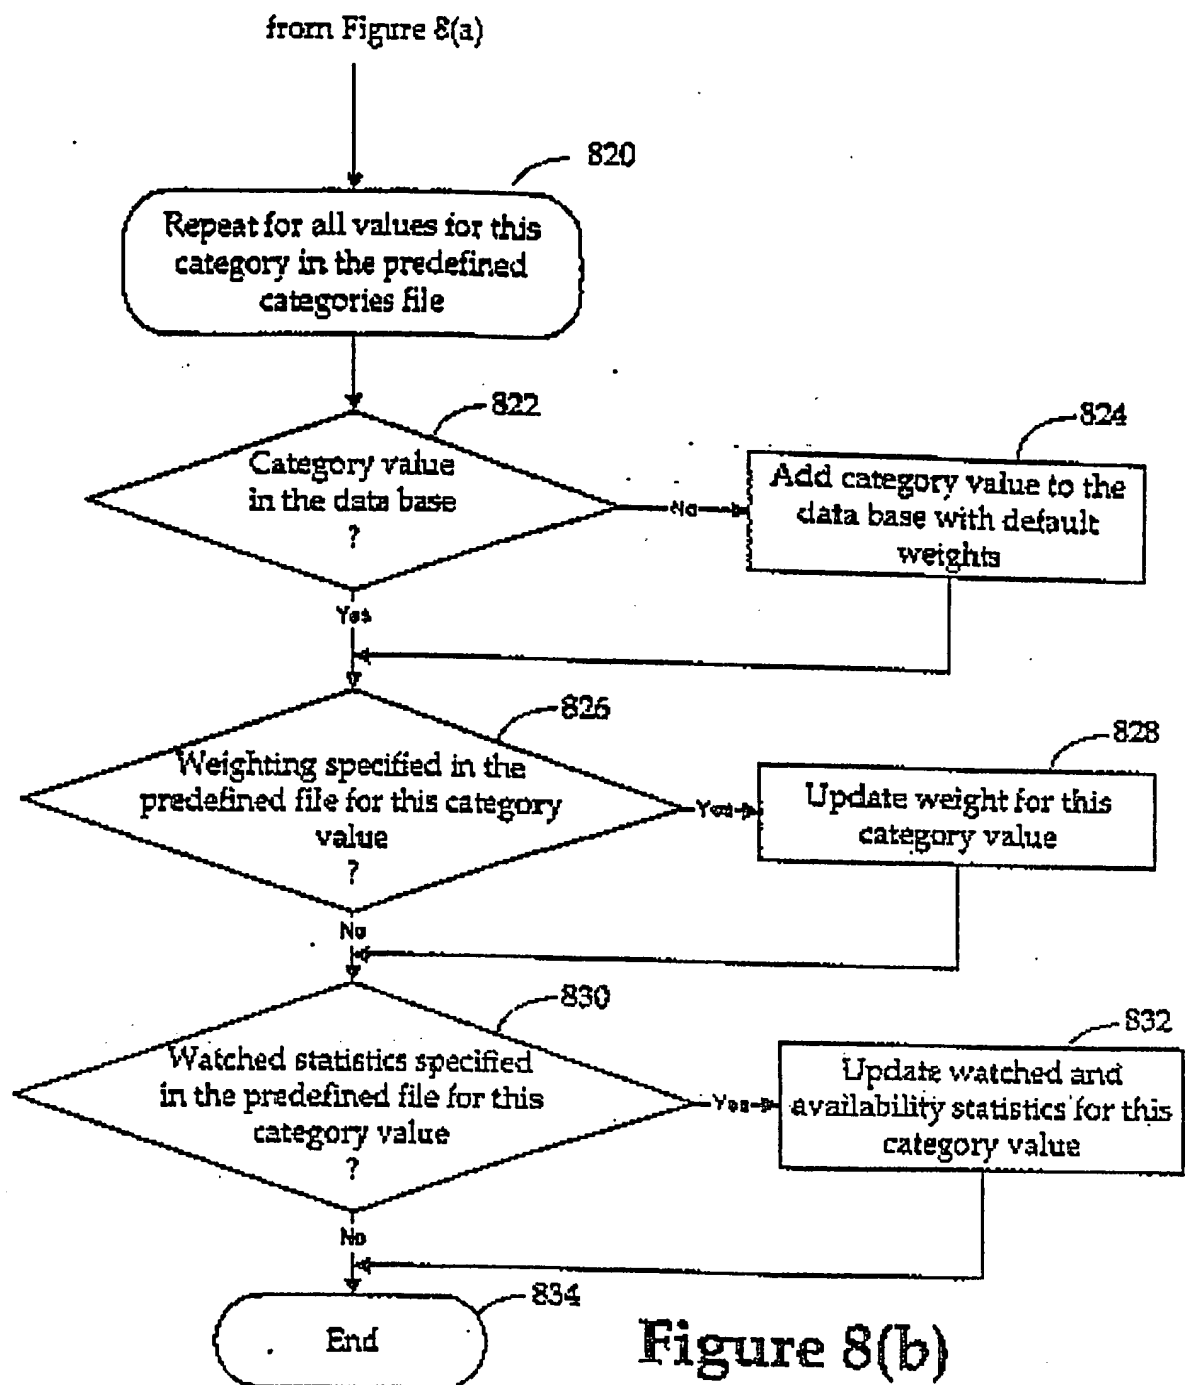 from Figure 8(a)
820
Repeat for all values for this
category in the predefined
categories file
822
Category value
in the data base
?
No
824
Add category value to the
data base with default
weights
Yes
826
Weighting specified in the
predefined file for this category
value
?
Yes
828
Update weight for this
category value
No
830
Watched statistics specified
in the predefined file for this
category value
?
Yes
832
Update watched and
availability statistics for this
category value
No
834
End
Figure 8(b)